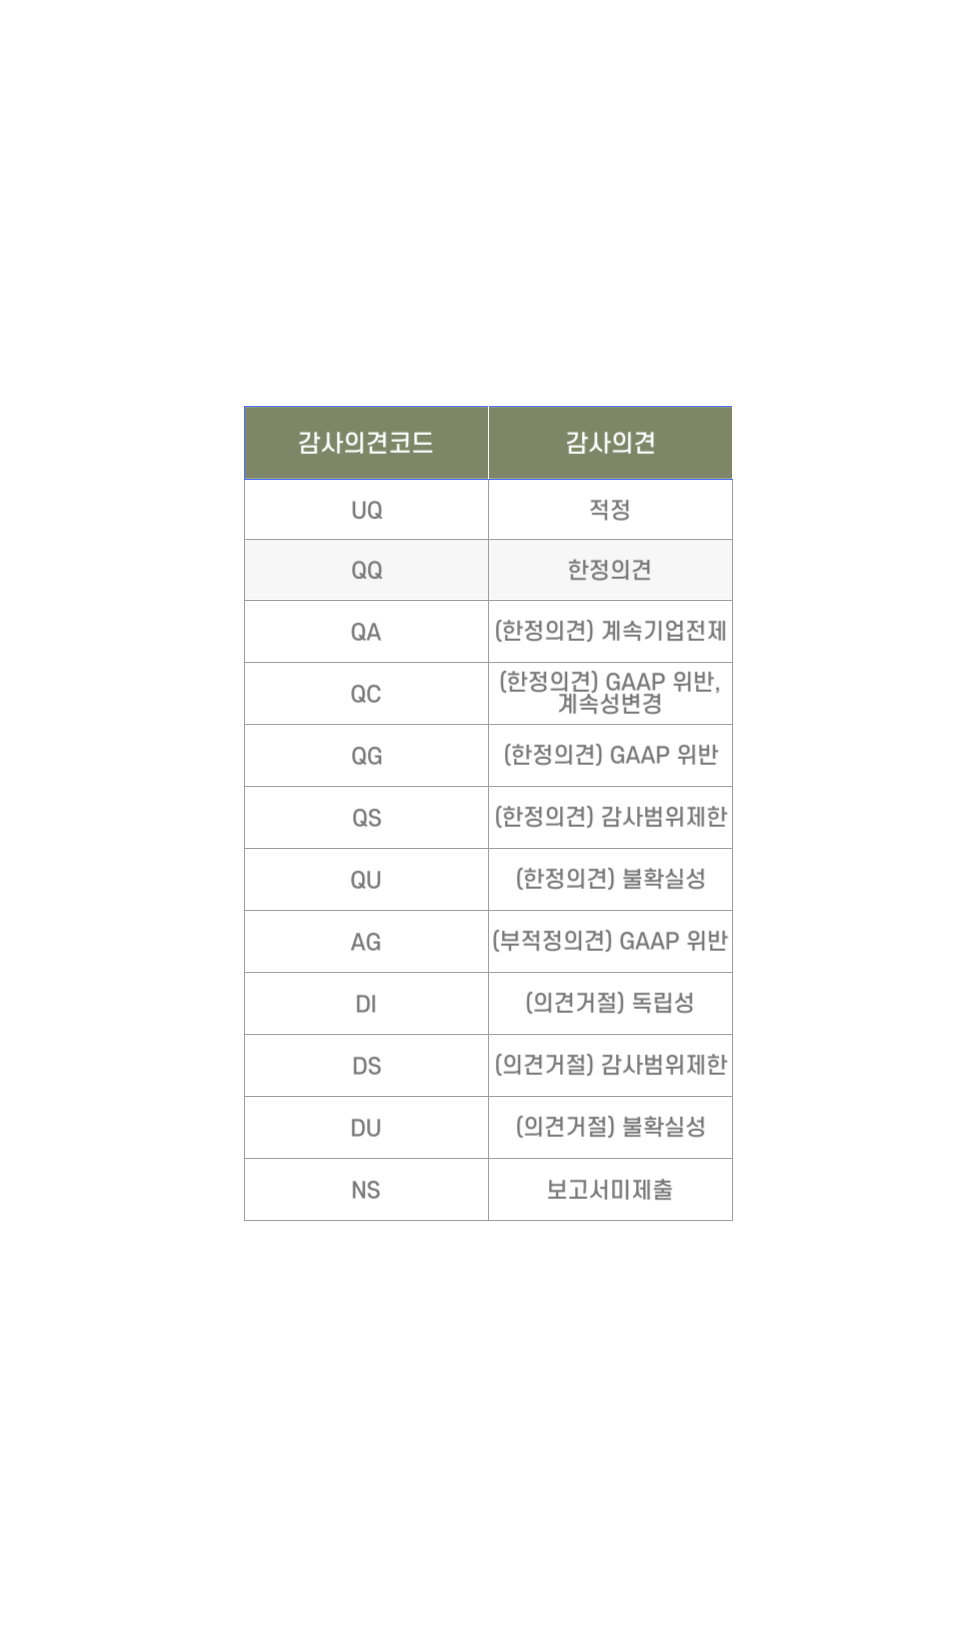 감사의견코드 감사의견
UQ 적정
QQ 한정의견
QA (한정의견) 계속기업전제
QC (한정의견) GAAP 위반,
계속성변경
QG (한정의견) GAAP 위반
QS (한정의견) 감사범위제한
QU (한정의견) 불확실성
AG (부적정의견) GAAP 위반
DI (의견거절) 독립성
DS (의견거절) 감사범위제한
DU (의견거절) 불확실성
NS 보고서미제출